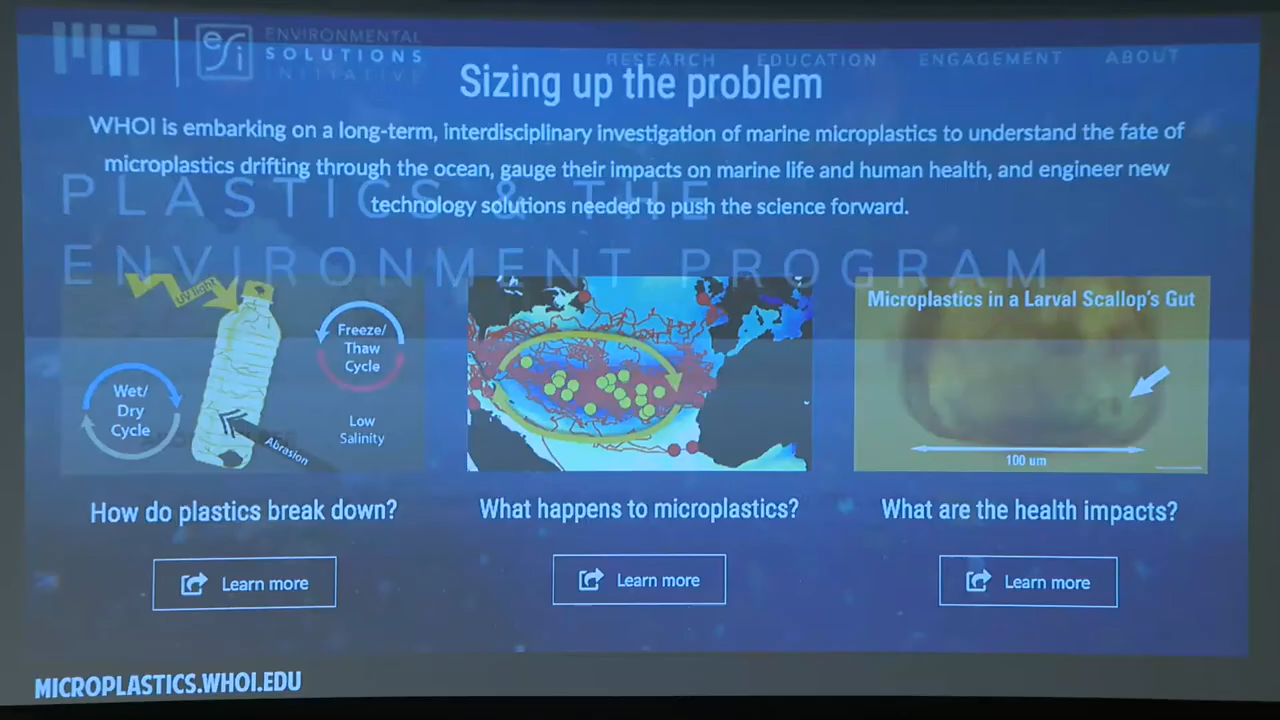 MIT
esi
ENVIRONMENTAL
SOLUTIONS
INITIATIVE
RESEARCH EDUCATION ENGAGEMENT ABOUT
Sizing up the problem
WHOI is embarking on a long-term, interdisciplinary investigation of marine microplastics to understand the fate of
microplastics drifting through the ocean, gauge their impacts on marine life and human health, and engineer new
technology solutions needed to push the science forward.
PLASTICS & THE
ENVIRONMENT PROGRAM
UV light
Freeze/
Thaw
Cycle
Wet/
Dry
Cycle
Low
Salinity
Abrasion
Microplastics in a Larval Scallop's Gut
100 um
How do plastics break down?
What happens to microplastics?
What are the health impacts?
Learn more
Learn more
Learn more
MICROPLASTICS.WHOI.EDU